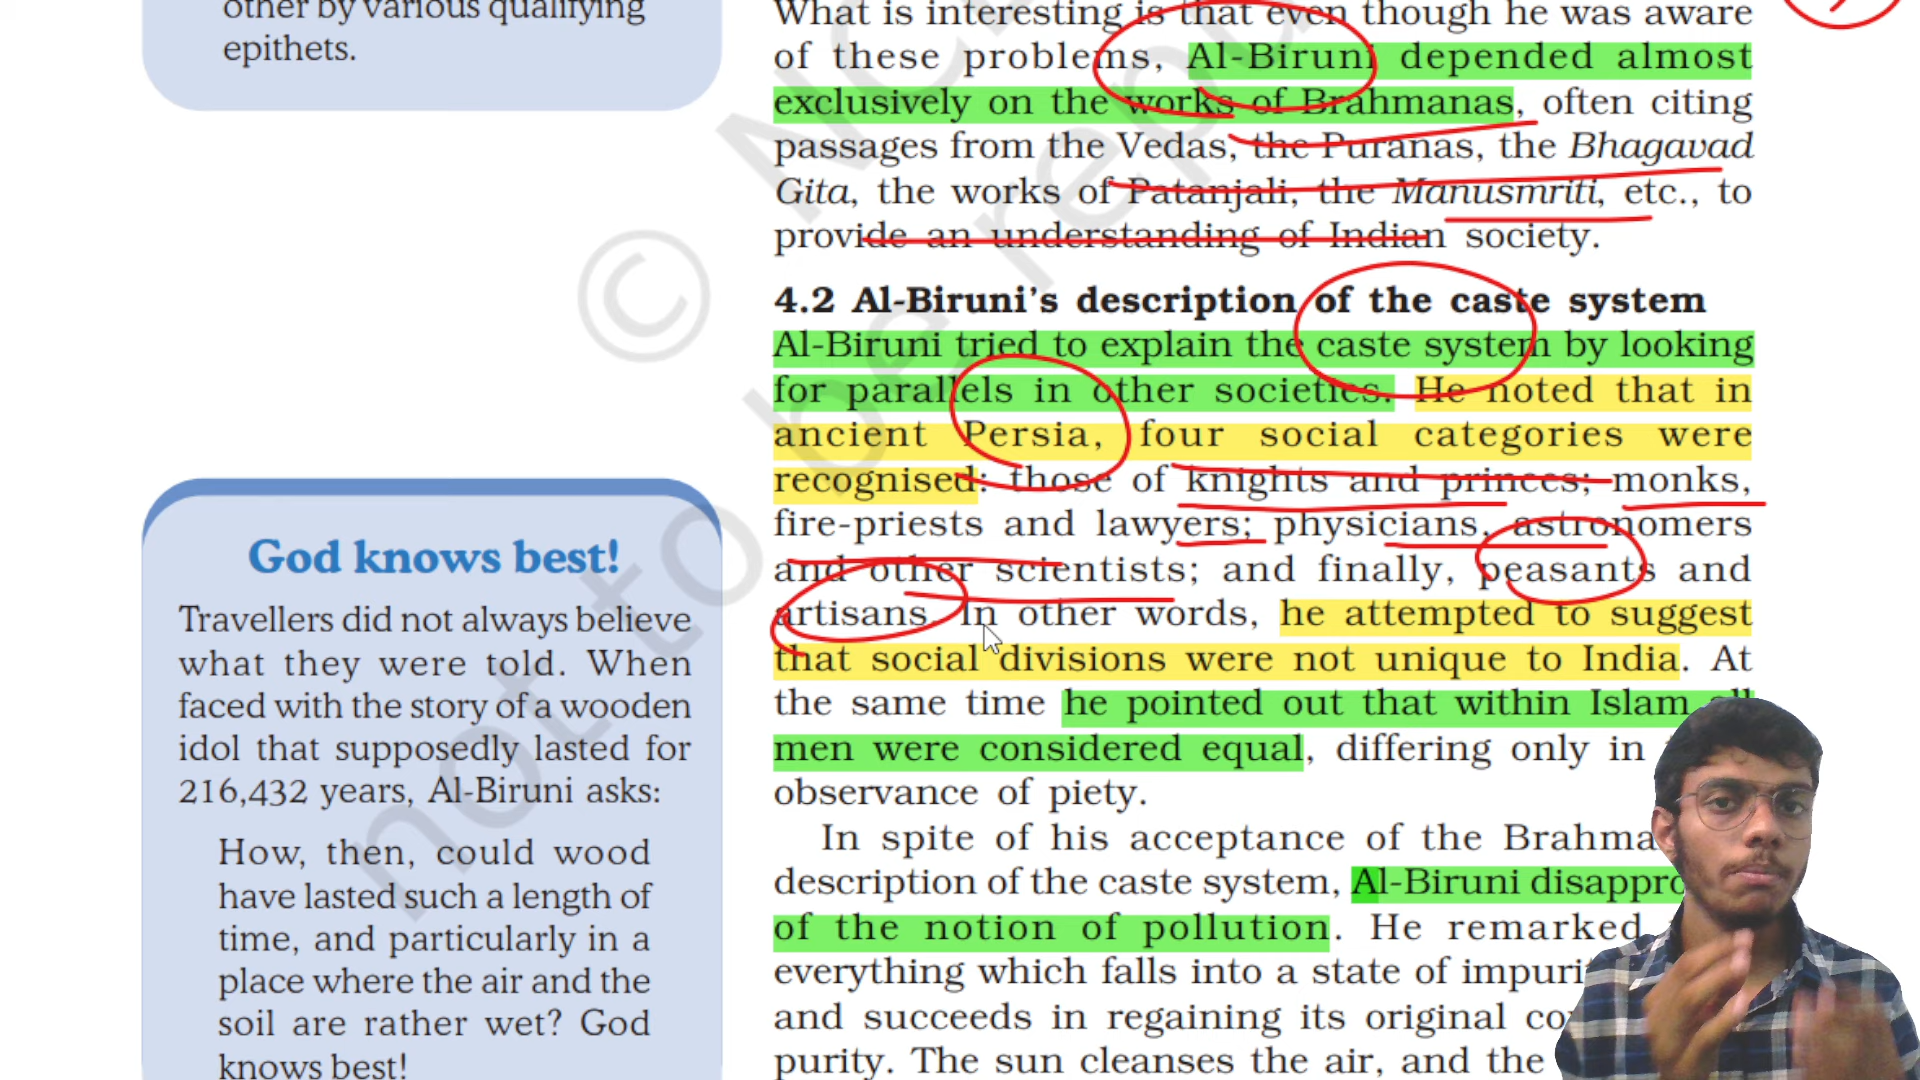 other by various qualifying
epithets.
God knows best!
Travellers did not always believe
what they were told. When
faced with the story of a wooden
idol that supposedly lasted for
216,432 years, Al-Biruni asks:
How, then, could wood
have lasted such a length of
time, and particularly in a
place where the air and the
soil are rather wet? God
knows best!
What is interesting is that even though he was aware
of these problems, Al-Biruni depended almost
exclusively on the works of Brahmanas, often citing
passages from the Vedas, the Puranas, the Bhagavad
Gita, the works of Patanjali, the Manusmriti, etc., to
provide an understanding of Indian society.
4.2 Al-Biruni’s description of the caste system
Al-Biruni tried to explain the caste system by looking
for parallels in other societies. He noted that in
ancient Persia, four social categories were
recognised: those of knights and princes; monks,
fire-priests and lawyers; physicians, astronomers
and other scientists; and finally, peasants and
artisans. In other words, he attempted to suggest
that social divisions were not unique to India. At
the same time he pointed out that within Islam all
men were considered equal, differing only in
observance of piety.
In spite of his acceptance of the Brahma
description of the caste system, Al-Biruni disappro
of the notion of pollution. He remarked
everything which falls into a state of impuri
and succeeds in regaining its original co
purity. The sun cleanses the air, and the
© NC
not to be repu